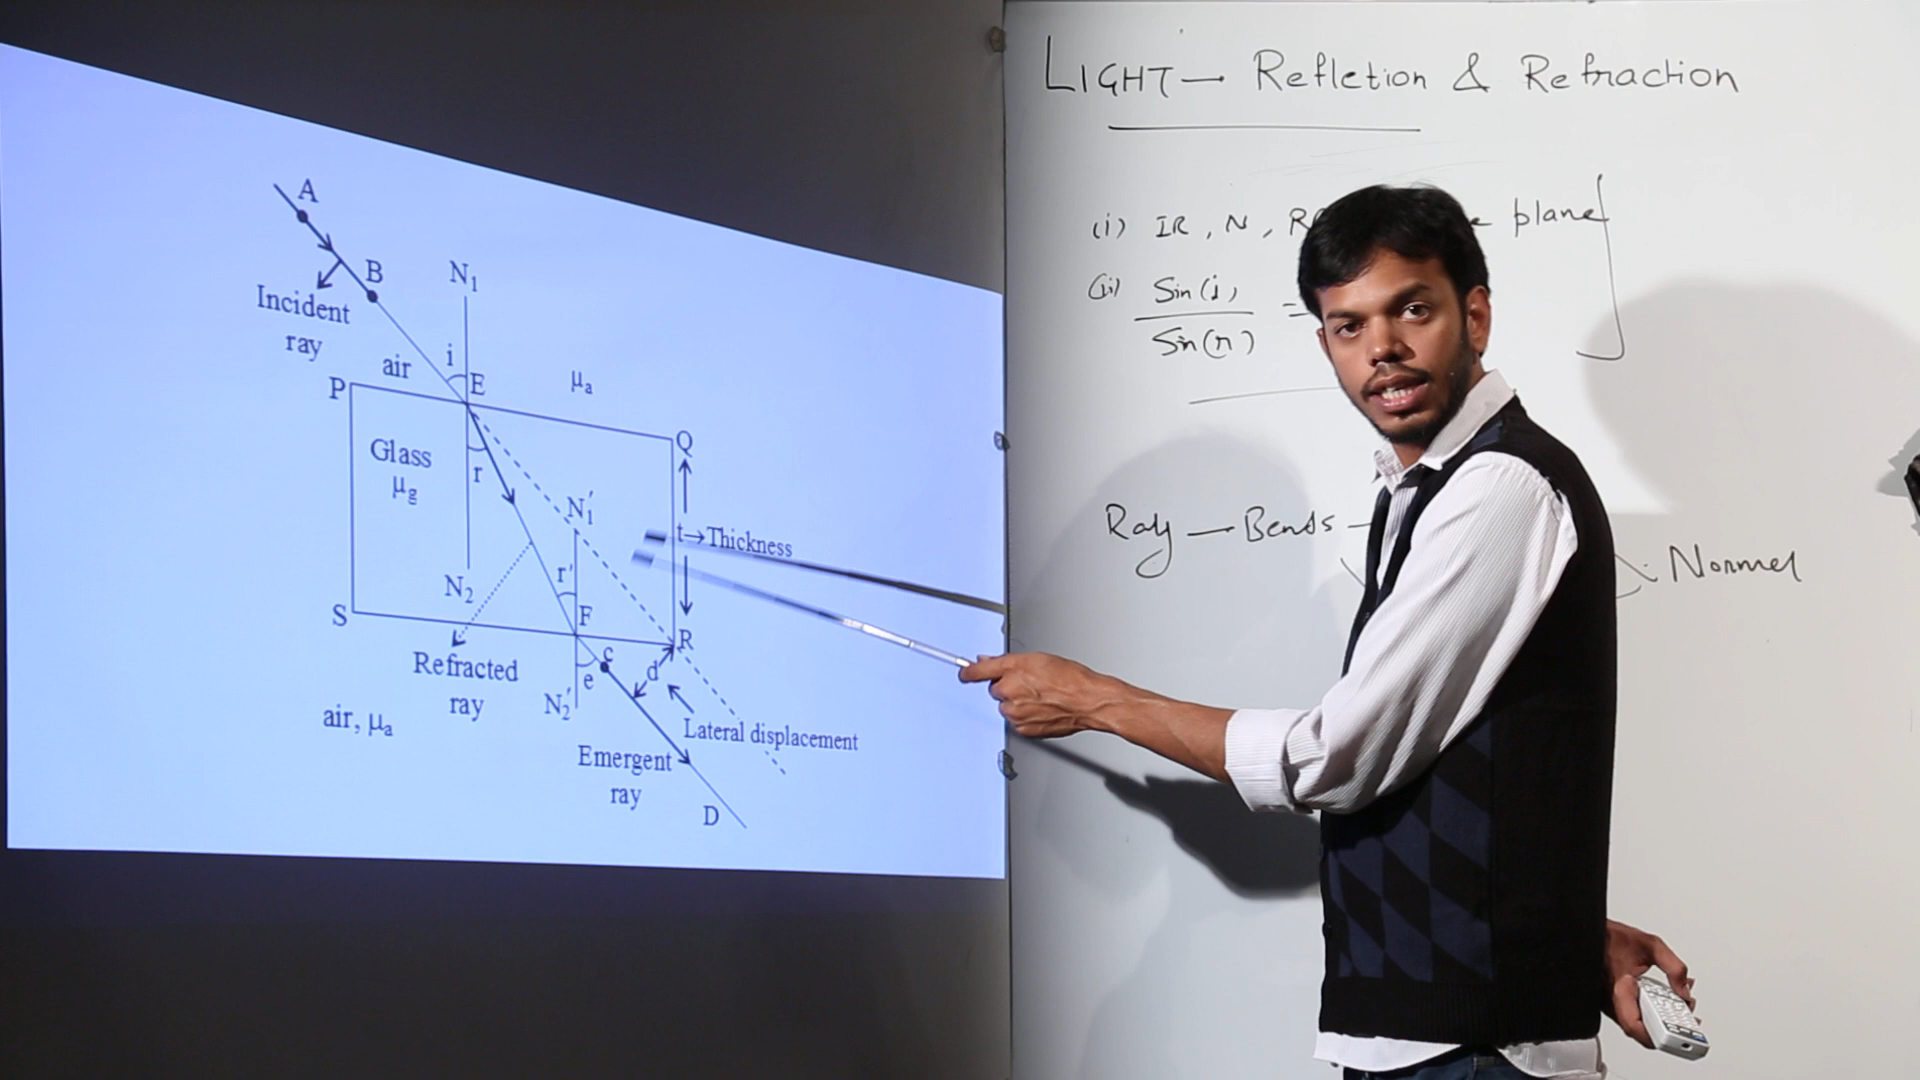 A
B
N₁
Incident
ray
air
i
E
μₐ
P
Q
Glass
μg
r
N₁′
t→Thickness
N₂
r′
S
F
R
Refracted
ray
c
e
d
N₂′
air, μₐ
Lateral displacement
Emergent
ray
D
LIGHT — Refletion & Refraction
(i) IR, N, plane
(ii) Sin(i) =
Sin(r)
Ray — Bends — Normal